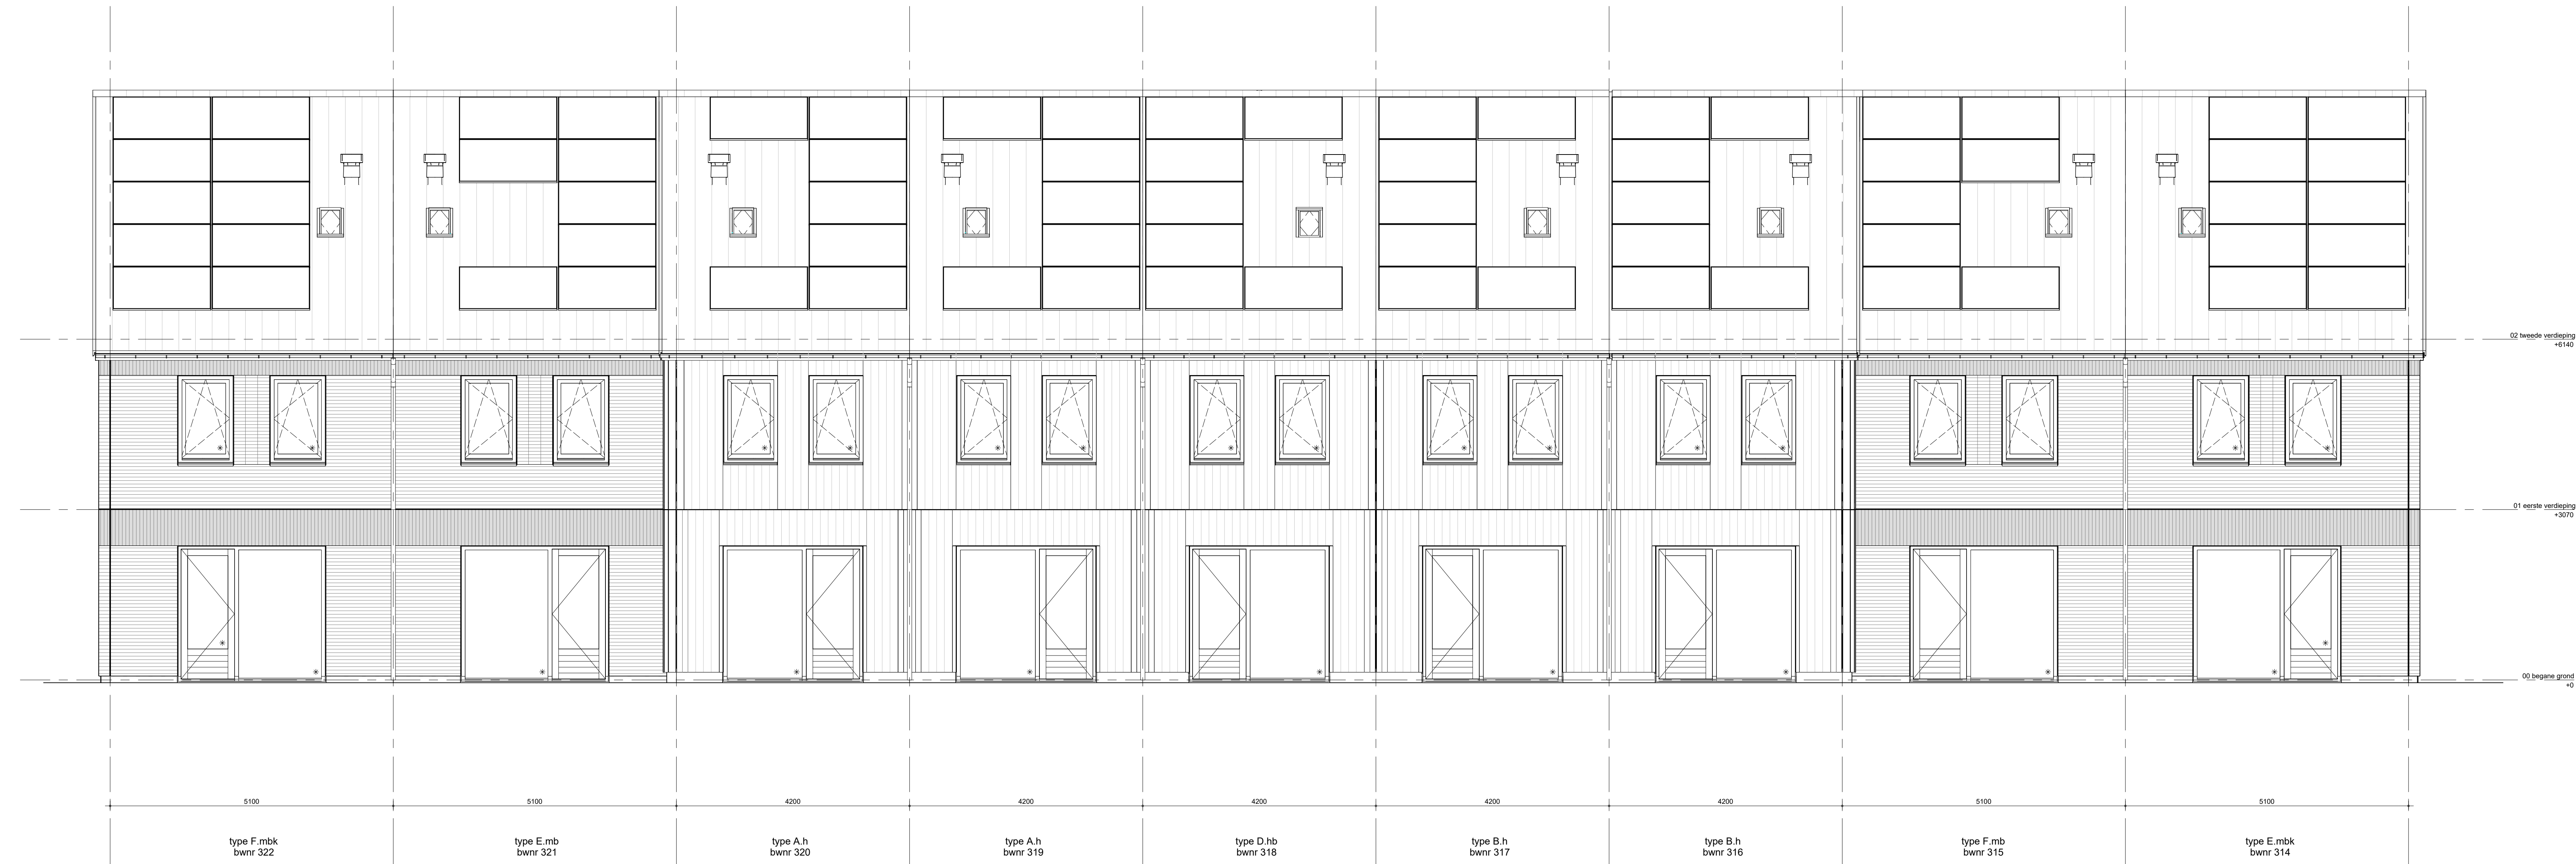 02 tweede verdieping
+6140
01 eerste verdieping
+3070
00 begane grond
+0
5100
5100
4200
4200
4200
4200
4200
5100
5100
type F.mbk
bwnr 322
type E.mb
bwnr 321
type A.h
bwnr 320
type A.h
bwnr 319
type D.hb
bwnr 318
type B.h
bwnr 317
type B.h
bwnr 316
type F.mb
bwnr 315
type E.mbk
bwnr 314